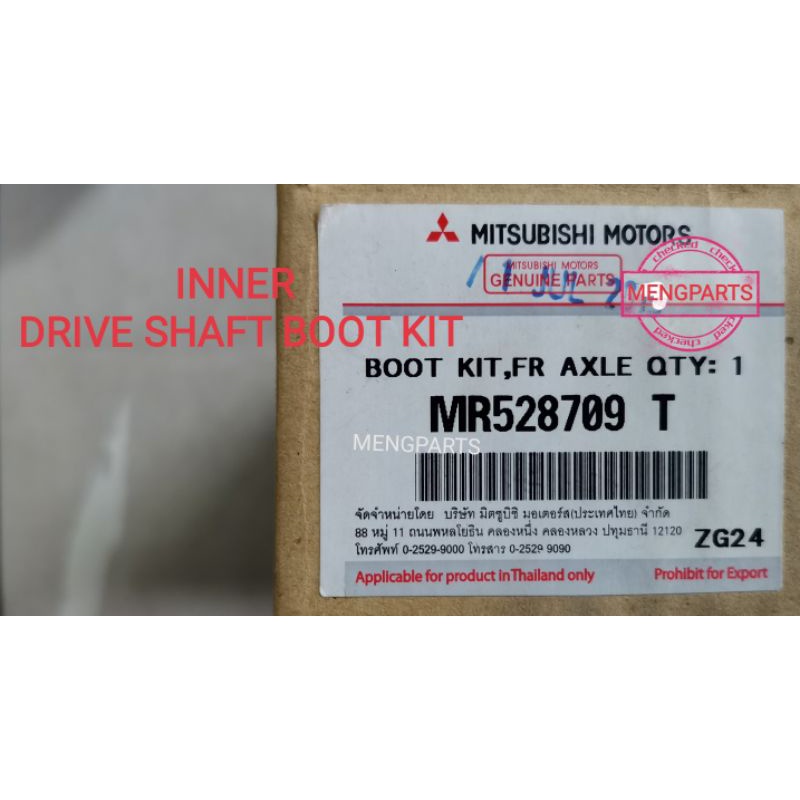 MITSUBISHI MOTORS
MITSUBISHI MOTORS
GENUINE PARTS
11 JUL
checked check
MENGPARTS
checked
INNER
DRIVE SHAFT BOOT KIT
BOOT KIT,FR AXLE QTY: 1
MR528709 T
MENGPARTS
จัดจำหน่ายโดย บริษัท มิตซูบิชิ มอเตอร์ส(ประเทศไทย) จำกัด
88 หมู่ 11 ถนนพหลโยธิน คลองหนึ่ง คลองหลวง ปทุมธานี 12120
โทรศัพท์ 0-2529-9000 โทรสาร 0-2529 9090
ZG24
Applicable for product in Thailand only
Prohibit for Export